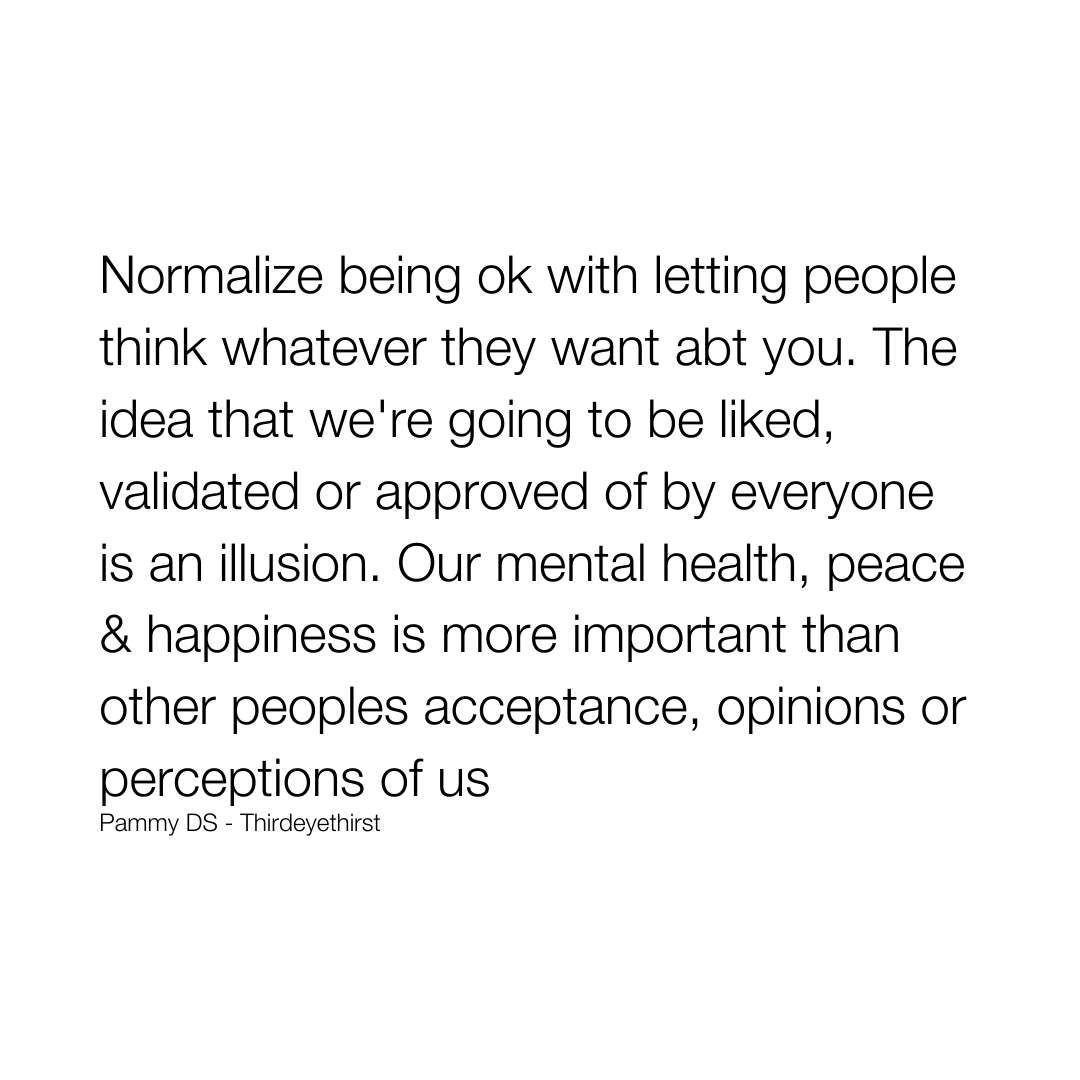 Normalize being ok with letting people
think whatever they want abt you. The
idea that we're going to be liked,
validated or approved of by everyone
is an illusion. Our mental health, peace
& happiness is more important than
other peoples acceptance, opinions or
perceptions of us
Pammy DS - Thirdeyethirst